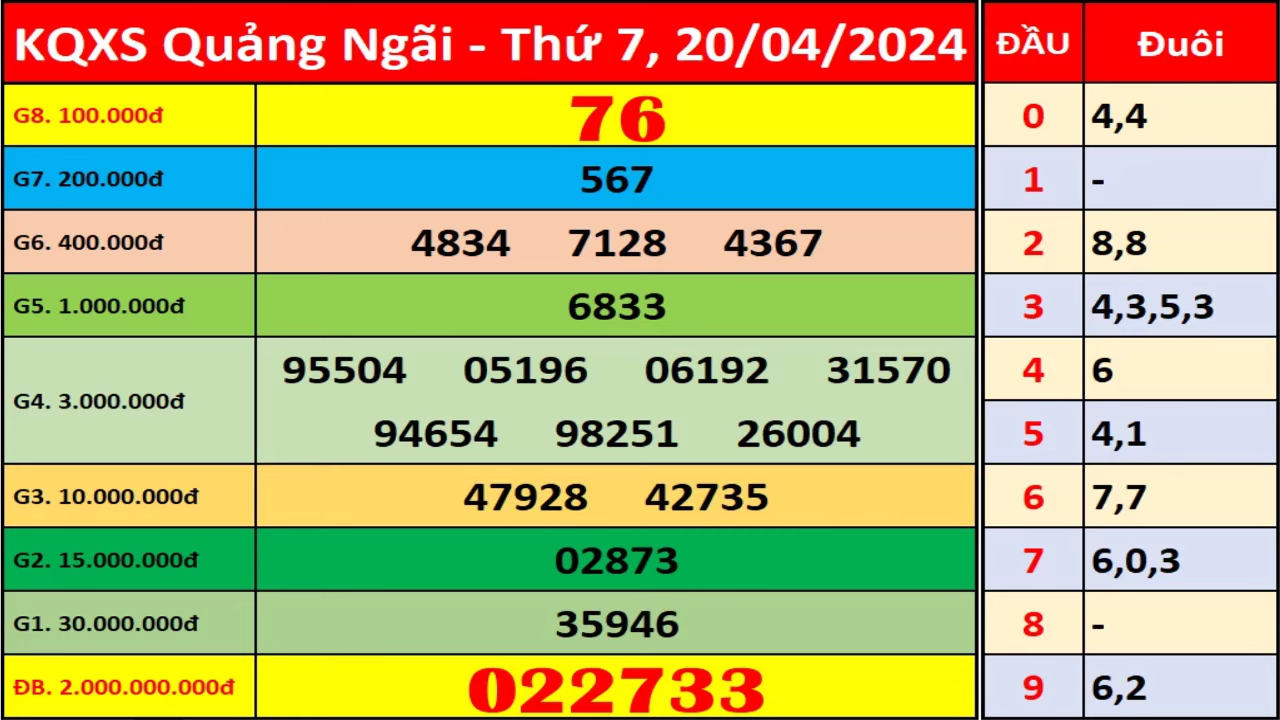 KQXS Quảng Ngãi - Thứ 7, 20/04/2024
G8. 100.000đ 76
G7. 200.000đ 567
G6. 400.000đ 4834 7128 4367
G5. 1.000.000đ 6833
G4. 3.000.000đ 95504 05196 06192 31570
94654 98251 26004
G3. 10.000.000đ 47928 42735
G2. 15.000.000đ 02873
G1. 30.000.000đ 35946
ĐB. 2.000.000.000đ 022733
ĐẦU Đuôi
0 4,4
1 -
2 8,8
3 4,3,5,3
4 6
5 4,1
6 7,7
7 6,0,3
8 -
9 6,2